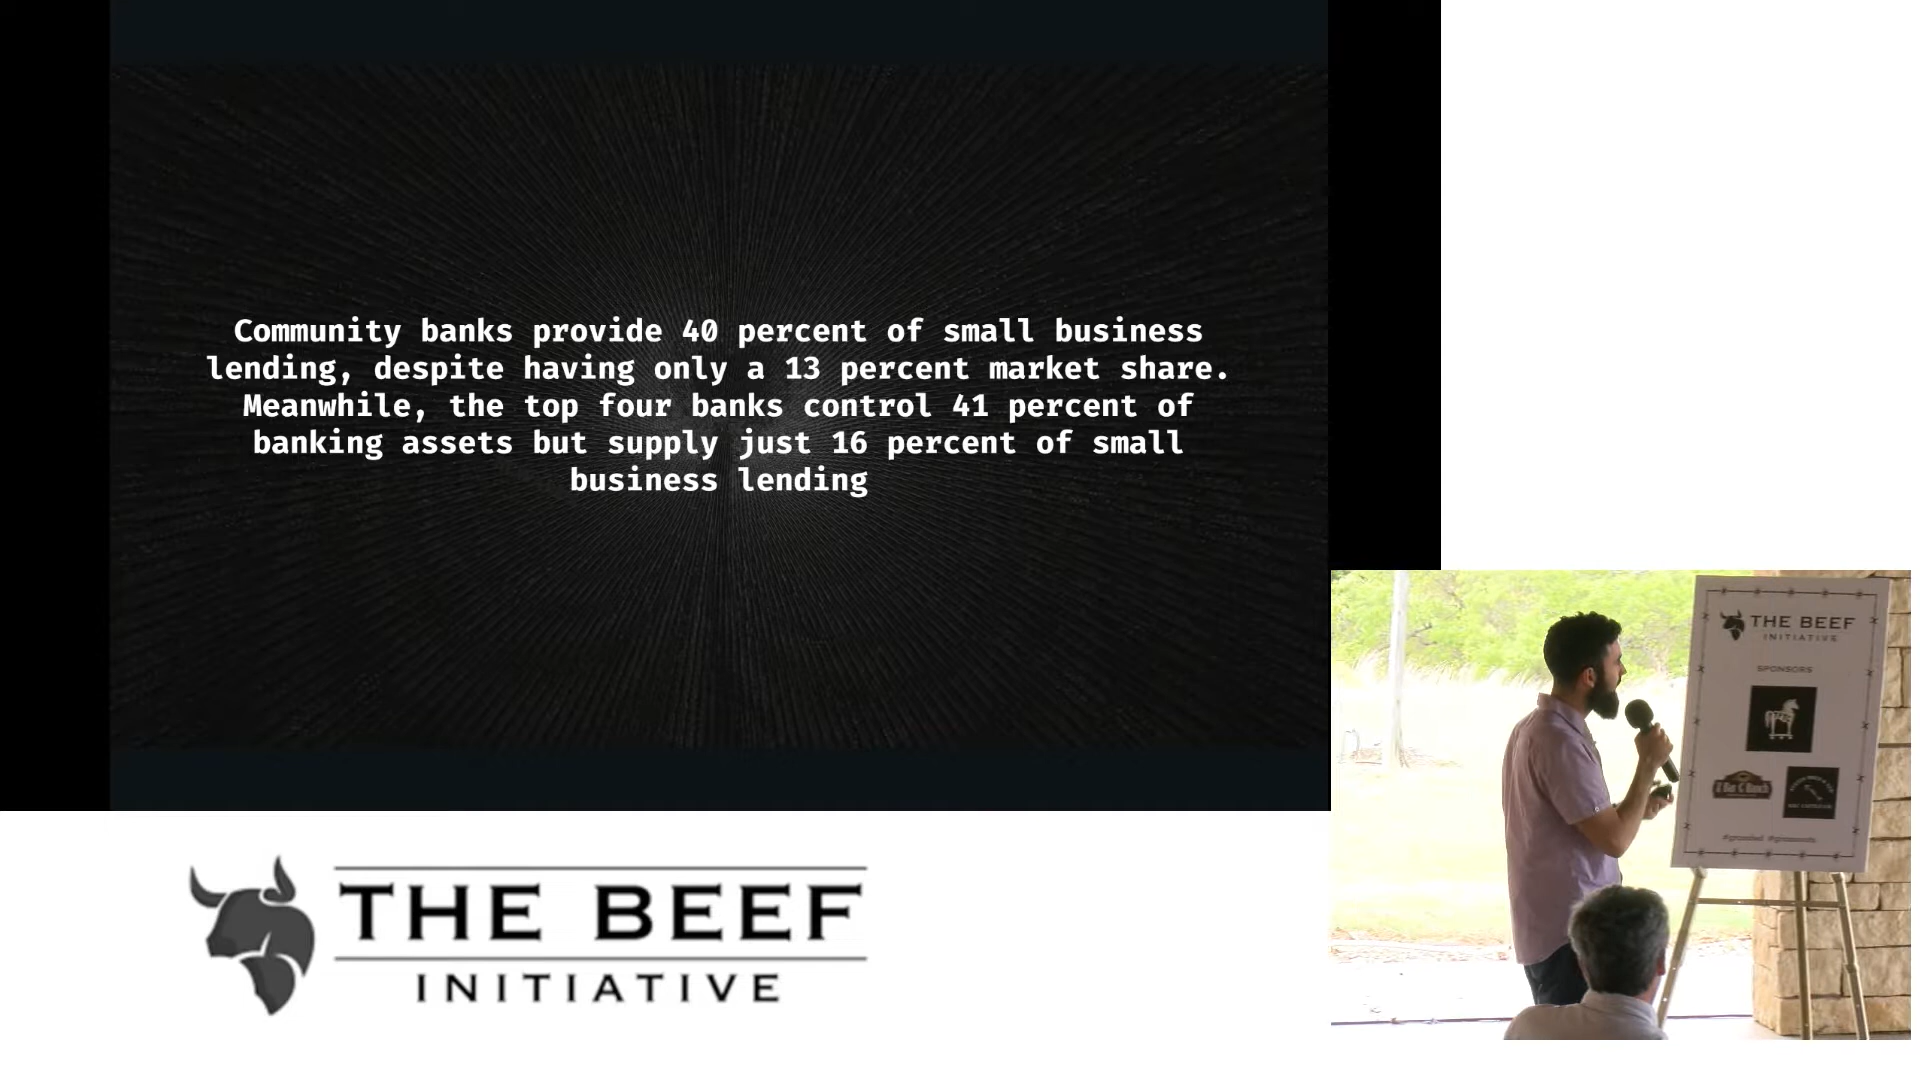 Community banks provide 40 percent of small business
lending, despite having only a 13 percent market share.
Meanwhile, the top four banks control 41 percent of
banking assets but supply just 16 percent of small
business lending
THE BEEF
INITIATIVE
THE BEEF
INITIATIVE
SPONSORS